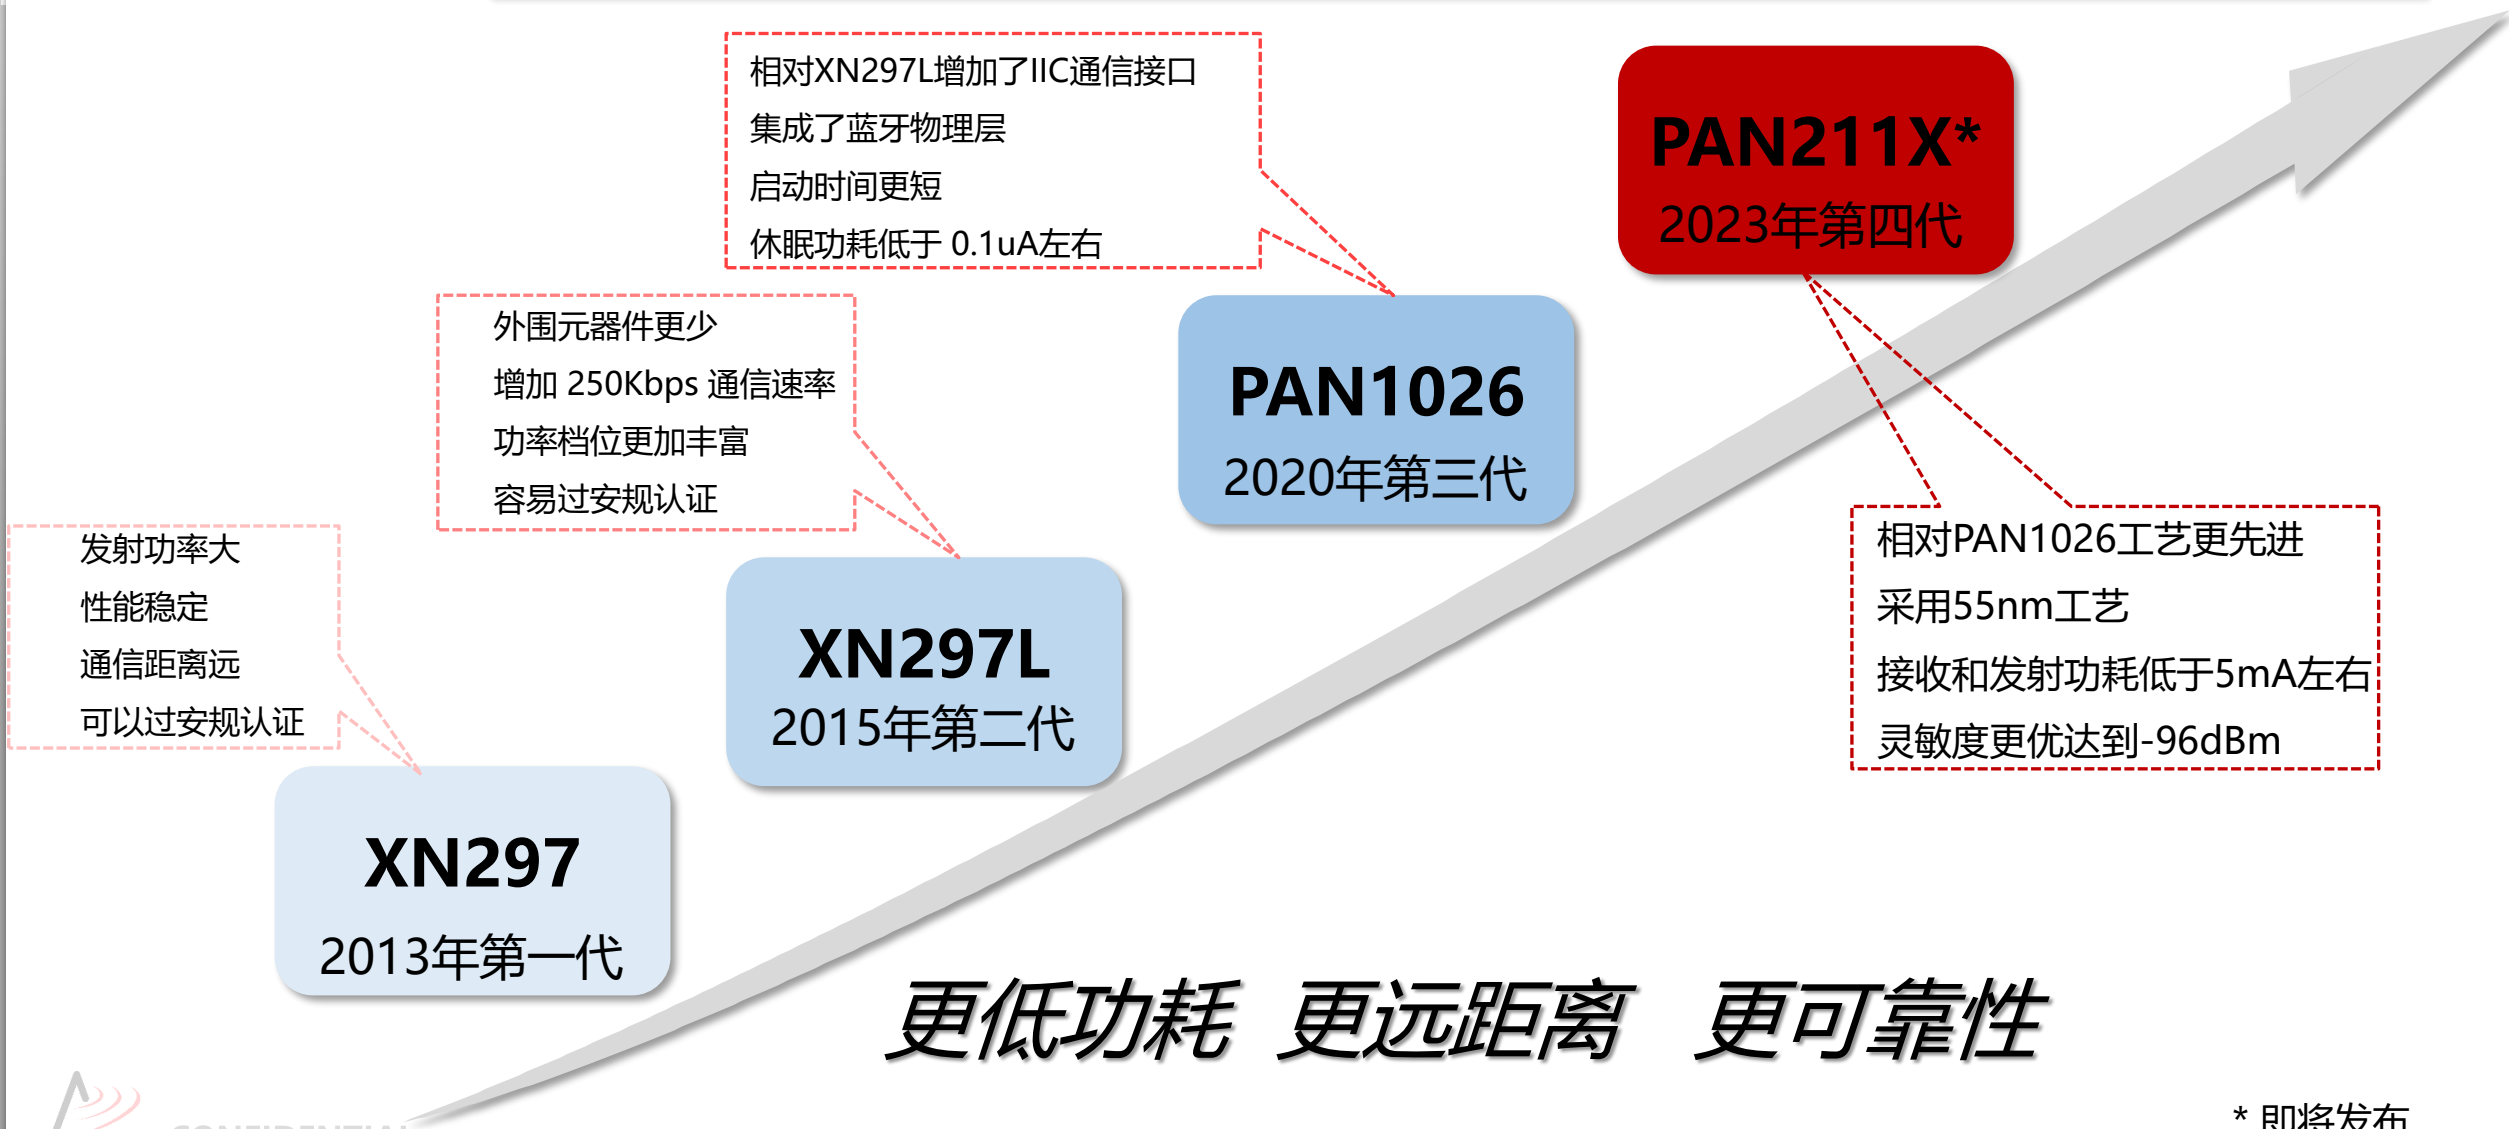 相对XN297L增加了IIC通信接口
集成了蓝牙物理层
启动时间更短
休眠功耗低于 0.1uA左右
PAN211X*
2023年第四代
外围元器件更少
增加 250Kbps 通信速率
功率档位更加丰富
容易过安规认证
PAN1026
2020年第三代
发射功率大
性能稳定
通信距离远
可以过安规认证
XN297L
2015年第二代
相对PAN1026工艺更先进
采用55nm工艺
接收和发射功耗低于5mA左右
灵敏度更优达到-96dBm
XN297
2013年第一代
更低功耗 更远距离 更可靠性
* 即将发布